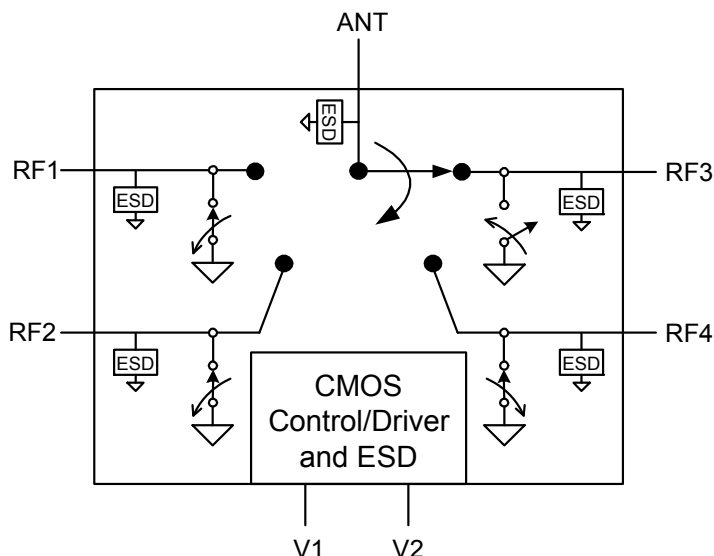 ANT
ESD
RF1
RF3
ESD
ESD
RF2
RF4
ESD
ESD
CMOS
Control/Driver
and ESD
V1
V2